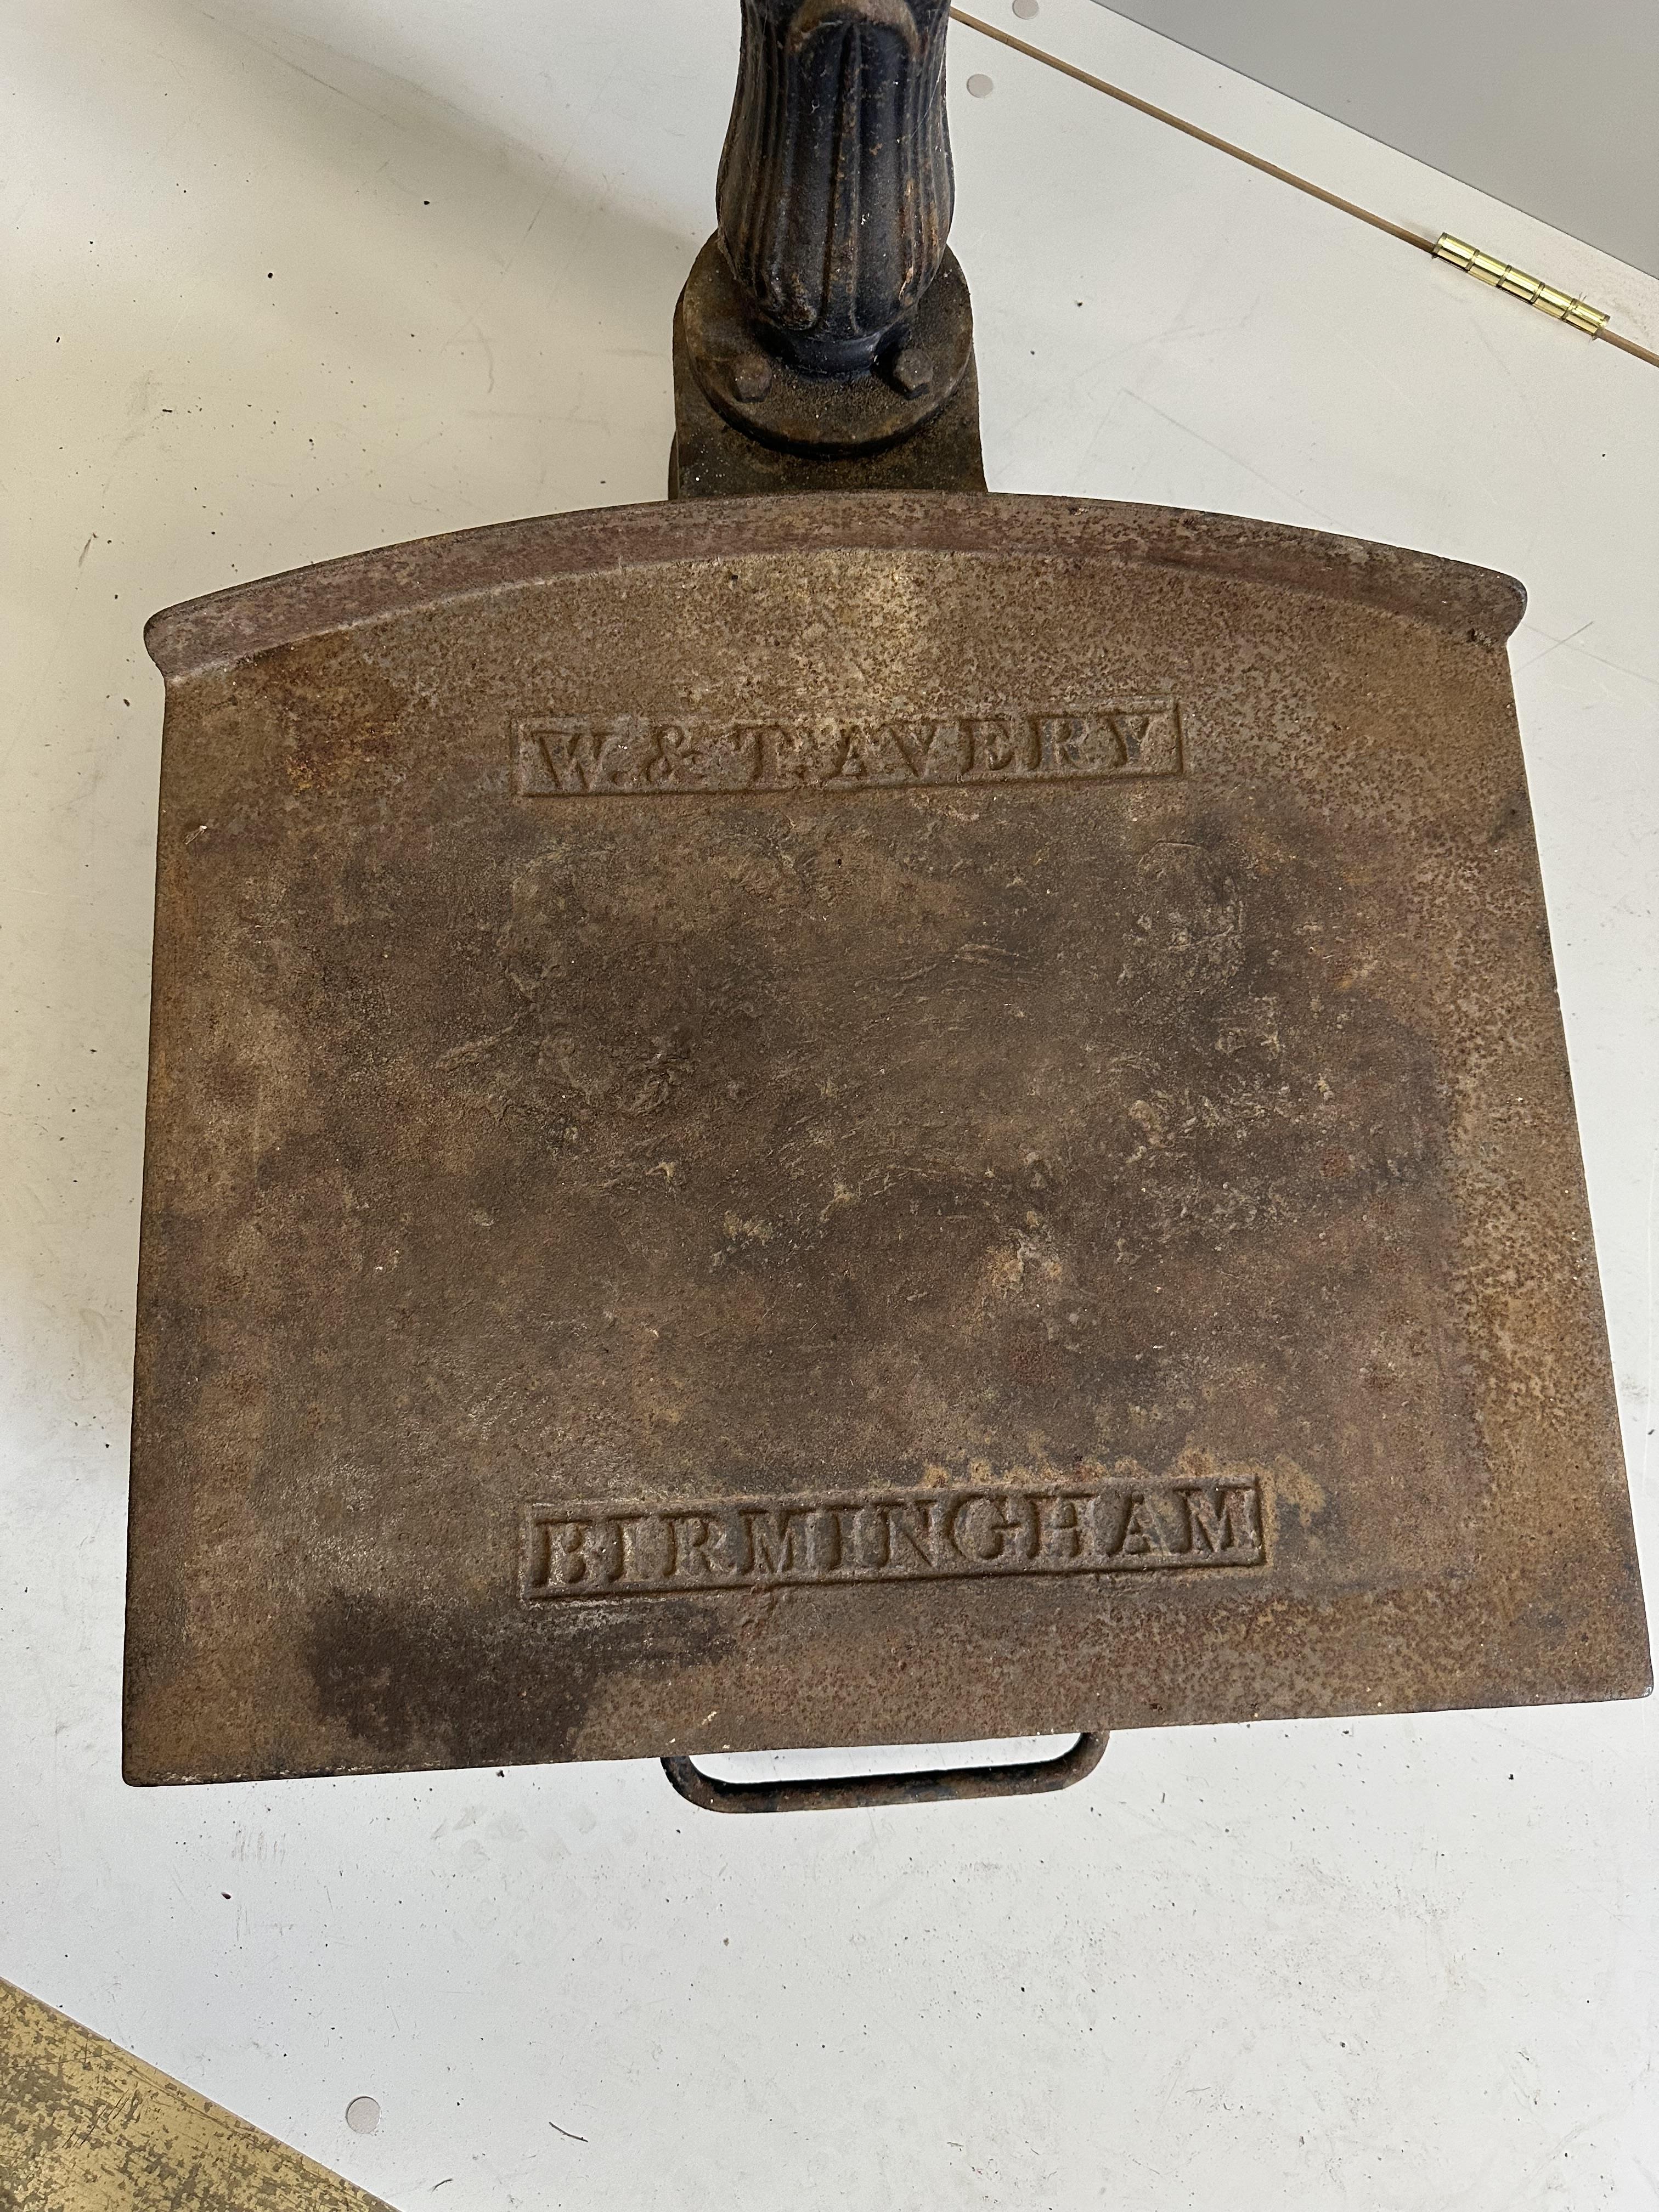 W. & T. AVERY
BIRMINGHAM